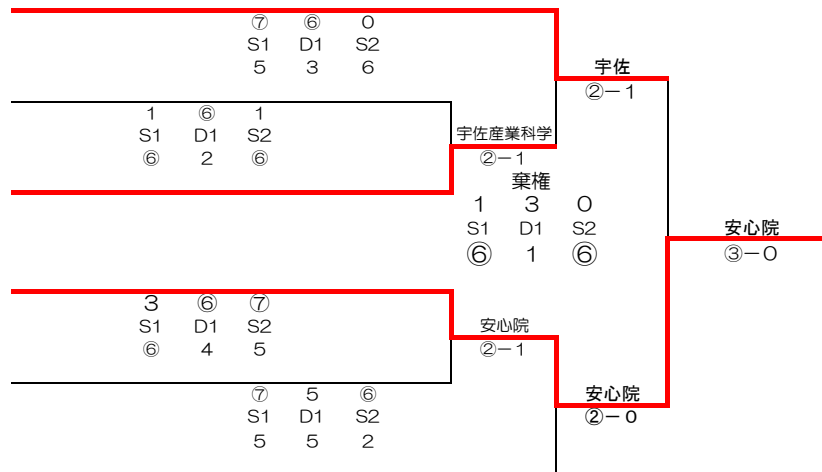 ⑦ ⑥ 0
S1 D1 S2
5 3 6
宇佐
②－1
1 ⑥ 1
S1 D1 S2
⑥ 2 ⑥
宇佐産業科学
②－1
棄権
1 3 0
S1 D1 S2
⑥ 1 ⑥
安心院
③－0
3 ⑥ ⑦
S1 D1 S2
⑥ 4 5
安心院
②－1
安心院
②－0
⑦ 5 ⑥
S1 D1 S2
5 5 2